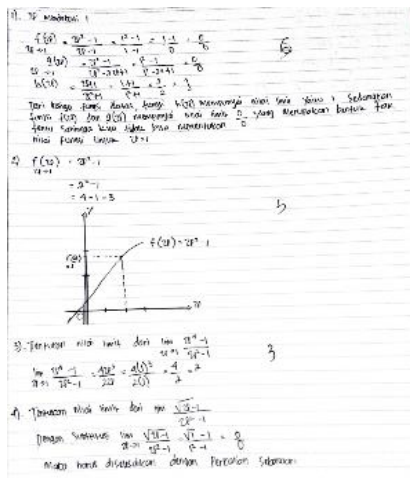 1). x mendekati 1
f(x) = x² - 1 / x - 1 = 1² - 1 / 1 - 1 = 1 - 1 / 0 = 0/0
x → 1
g(x) = x² - 1 / x² - 2x + 1 = 1² - 1 / 1² - 2 + 1 = 0/0
h(x) = x + 1 / x² + 1 = 1 + 1 / 1² + 1 = 2/2 = 1
Dari ketiga fungsi diatas, fungsi h(x) mempunyai nilai limit yaitu 1 Sedangkan
fungsi f(x) dan g(x) mempunyai nilai limit 0/0 yang merupakan bentuk tak
tentu sehingga kita tidak bisa menentukan
nilai fungsi untuk x = 1
2) f(x) = x² - 1
= 2² - 1
= 4 - 1 = 3
5
y
f(x) = x² - 1
x
3). Tentukan nilai limit dari lim x⁴ - 1 / x² - 1
x → 1
lim x⁴ - 1 / x² - 1 = 4x³ / 2x = 4(1)³ / 2(1) = 4/2 = 2
3
4). Tentukan nilai limit dari lim √x - 1 / x² - 1
Dengan Substitusi lim √x - 1 / x² - 1 = √1 - 1 / 1² - 1 = 0/0
Maka harus diselesaikan dengan Perkalian Sekawan